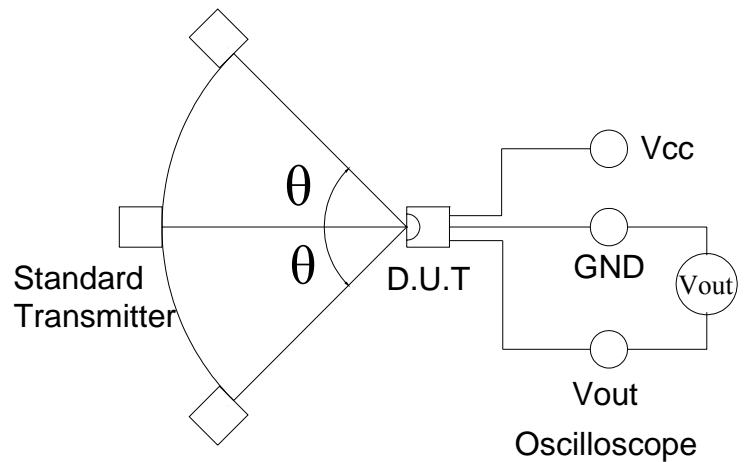 Vcc
θ
θ
GND
Vout
D.U.T
Standard
Transmitter
Vout
Oscilloscope